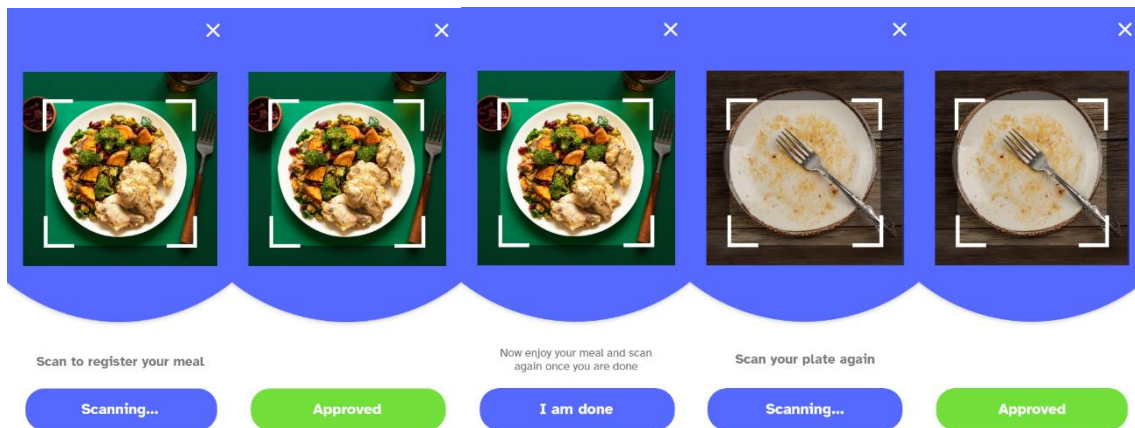 Scan to register your meal
Scanning...
Approved
Now enjoy your meal and scan
again once you are done
I am done
Scan your plate again
Scanning...
Approved